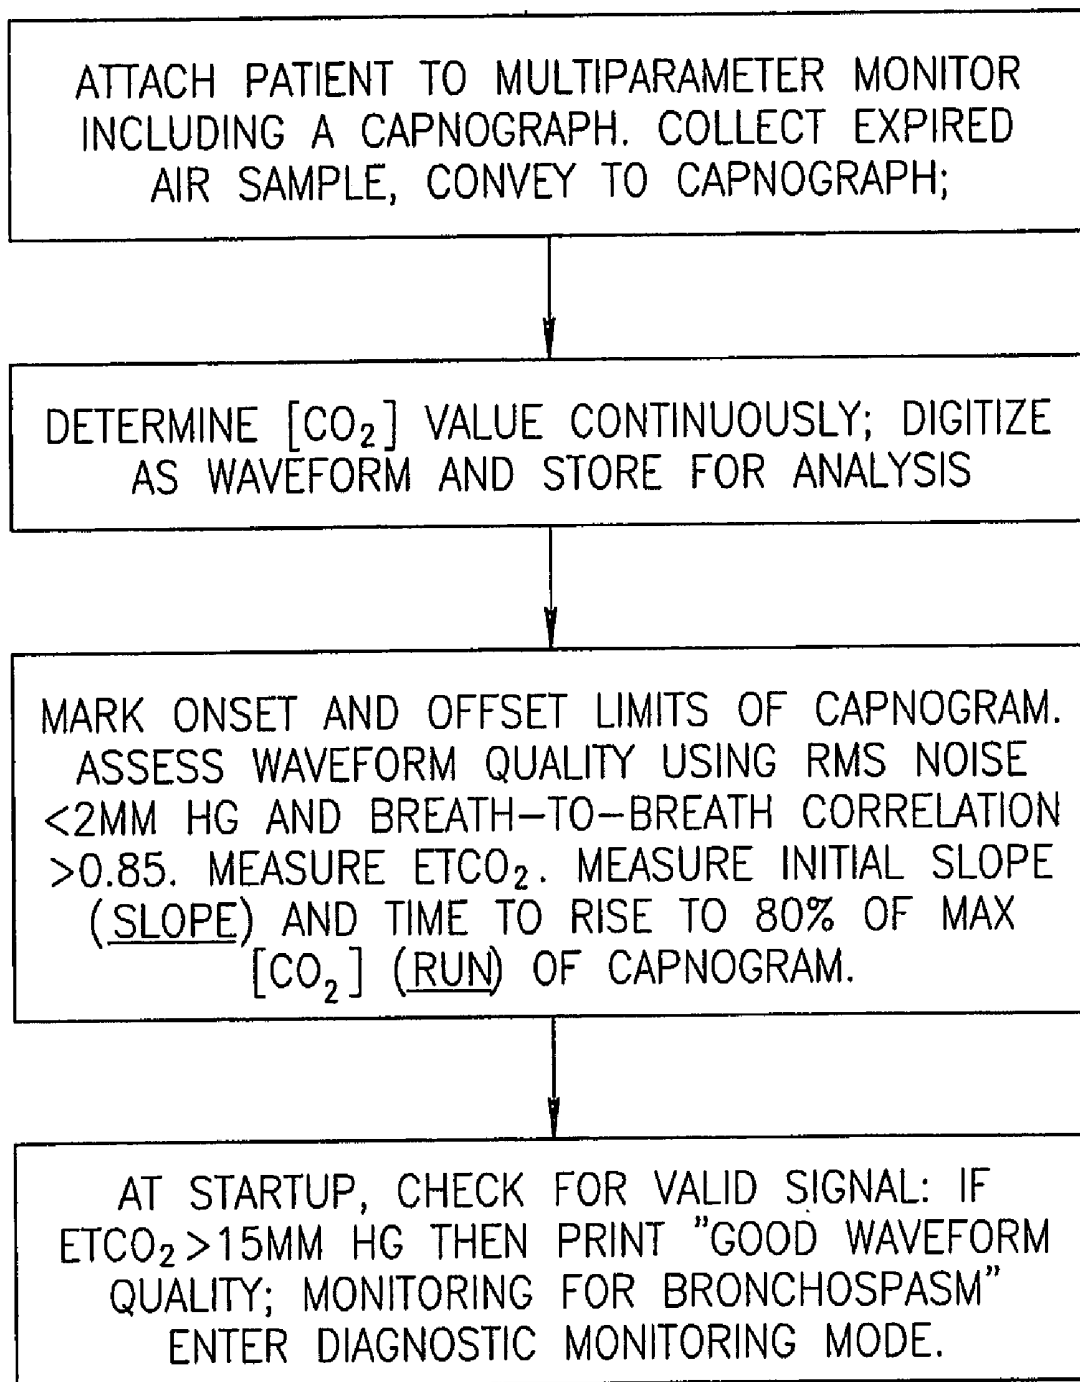 ATTACH PATIENT TO MULTIPARAMETER MONITOR
INCLUDING A CAPNOGRAPH. COLLECT EXPIRED
AIR SAMPLE, CONVEY TO CAPNOGRAPH;
DETERMINE [CO₂] VALUE CONTINUOUSLY; DIGITIZE
AS WAVEFORM AND STORE FOR ANALYSIS
MARK ONSET AND OFFSET LIMITS OF CAPNOGRAM.
ASSESS WAVEFORM QUALITY USING RMS NOISE
<2MM HG AND BREATH-TO-BREATH CORRELATION
>0.85. MEASURE ETCO₂. MEASURE INITIAL SLOPE
(SLOPE) AND TIME TO RISE TO 80% OF MAX
[CO₂] (RUN) OF CAPNOGRAM.
AT STARTUP, CHECK FOR VALID SIGNAL: IF
ETCO₂>15MM HG THEN PRINT "GOOD WAVEFORM
QUALITY; MONITORING FOR BRONCHOSPASM"
ENTER DIAGNOSTIC MONITORING MODE.